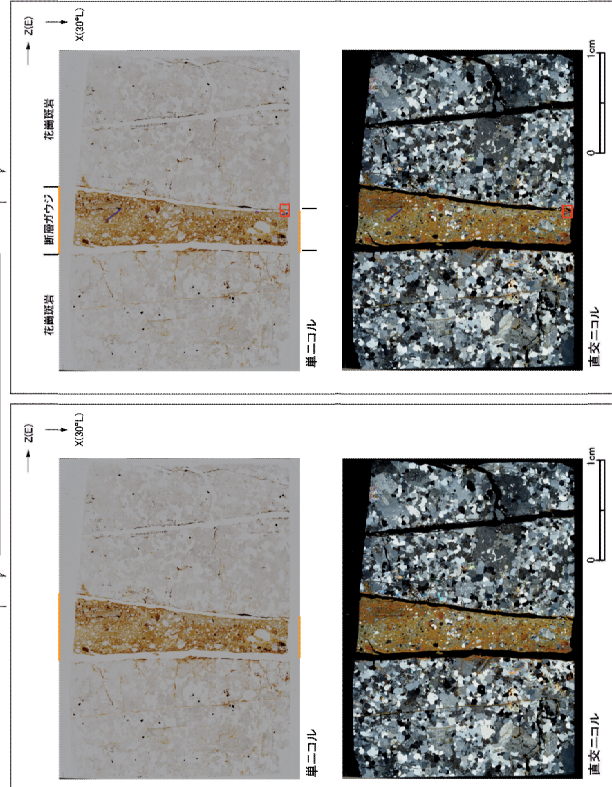 Z(E)
X(30°L)
花崗斑岩
断層ガウジ
花崗斑岩
単ニコル
直交ニコル
0
1cm
Z(E)
X(30°L)
単ニコル
直交ニコル
0
1cm